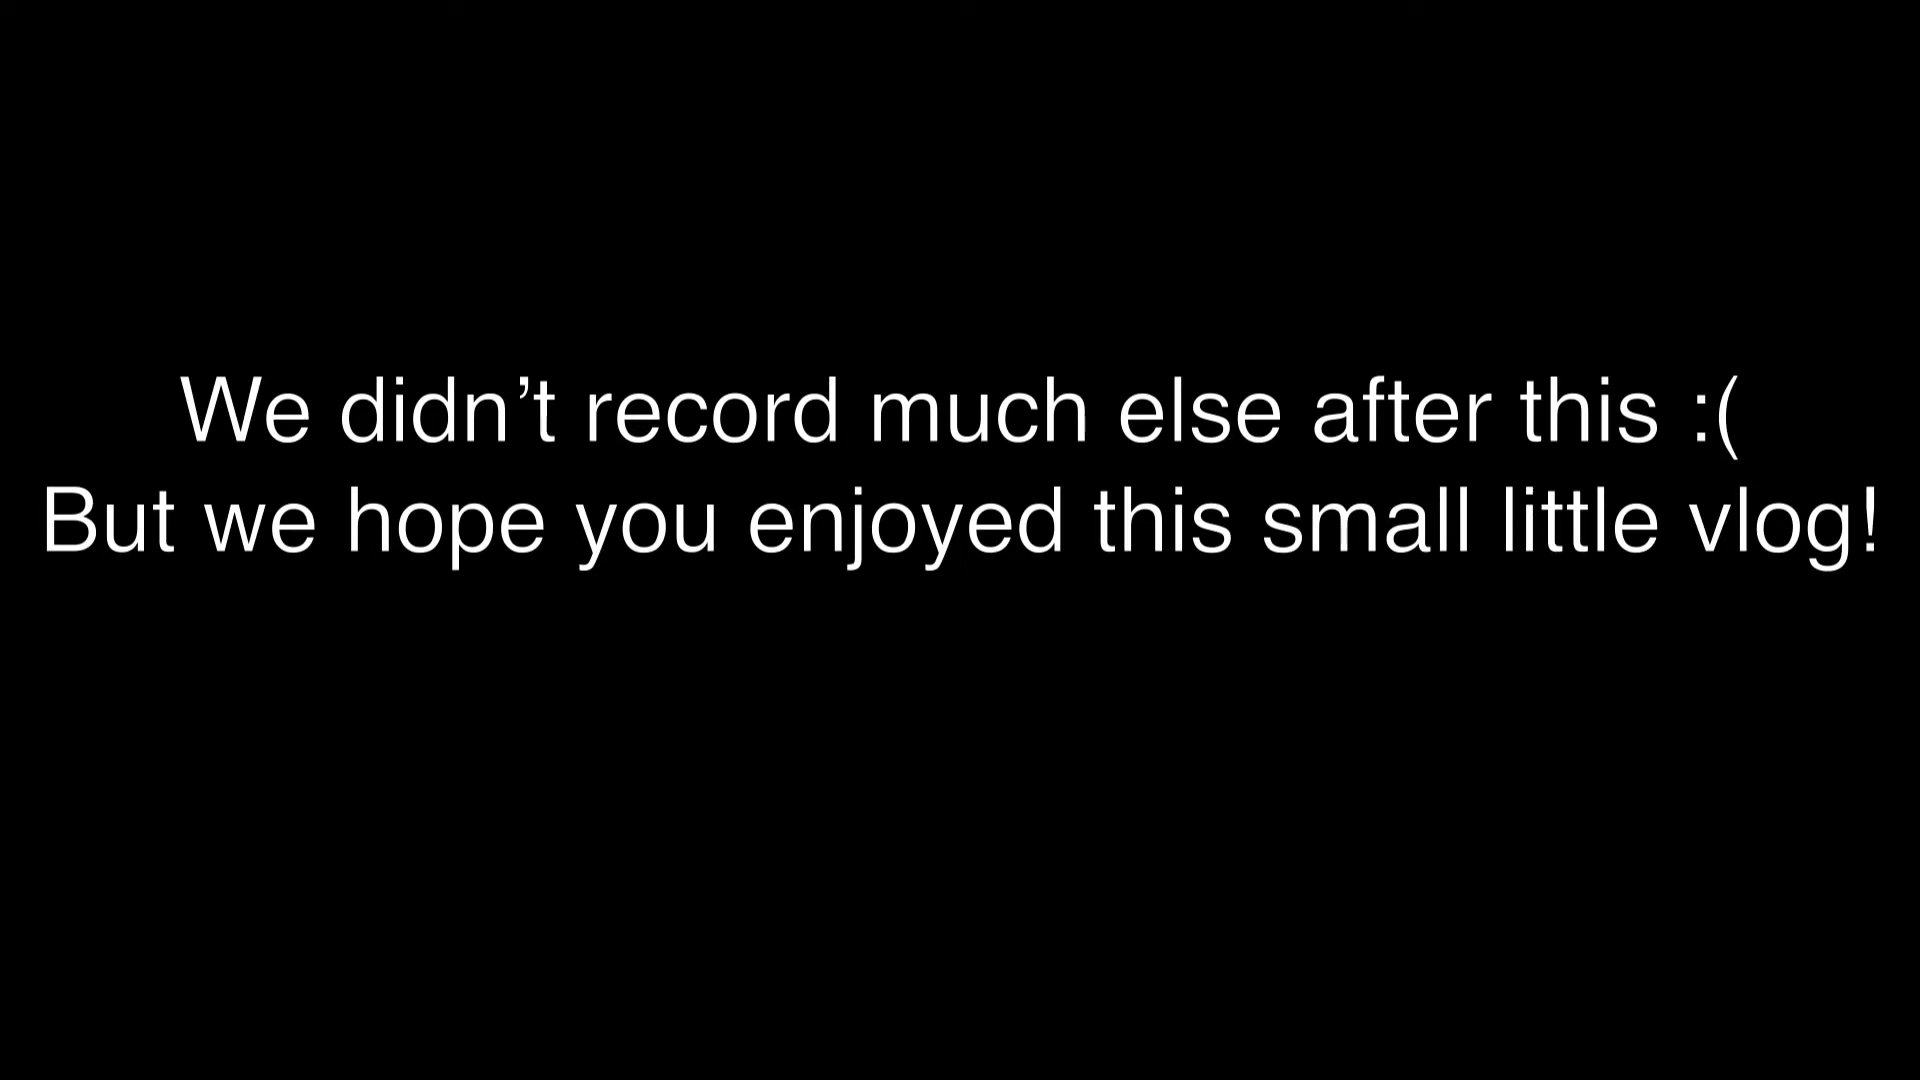 We didn’t record much else after this :(
But we hope you enjoyed this small little vlog!